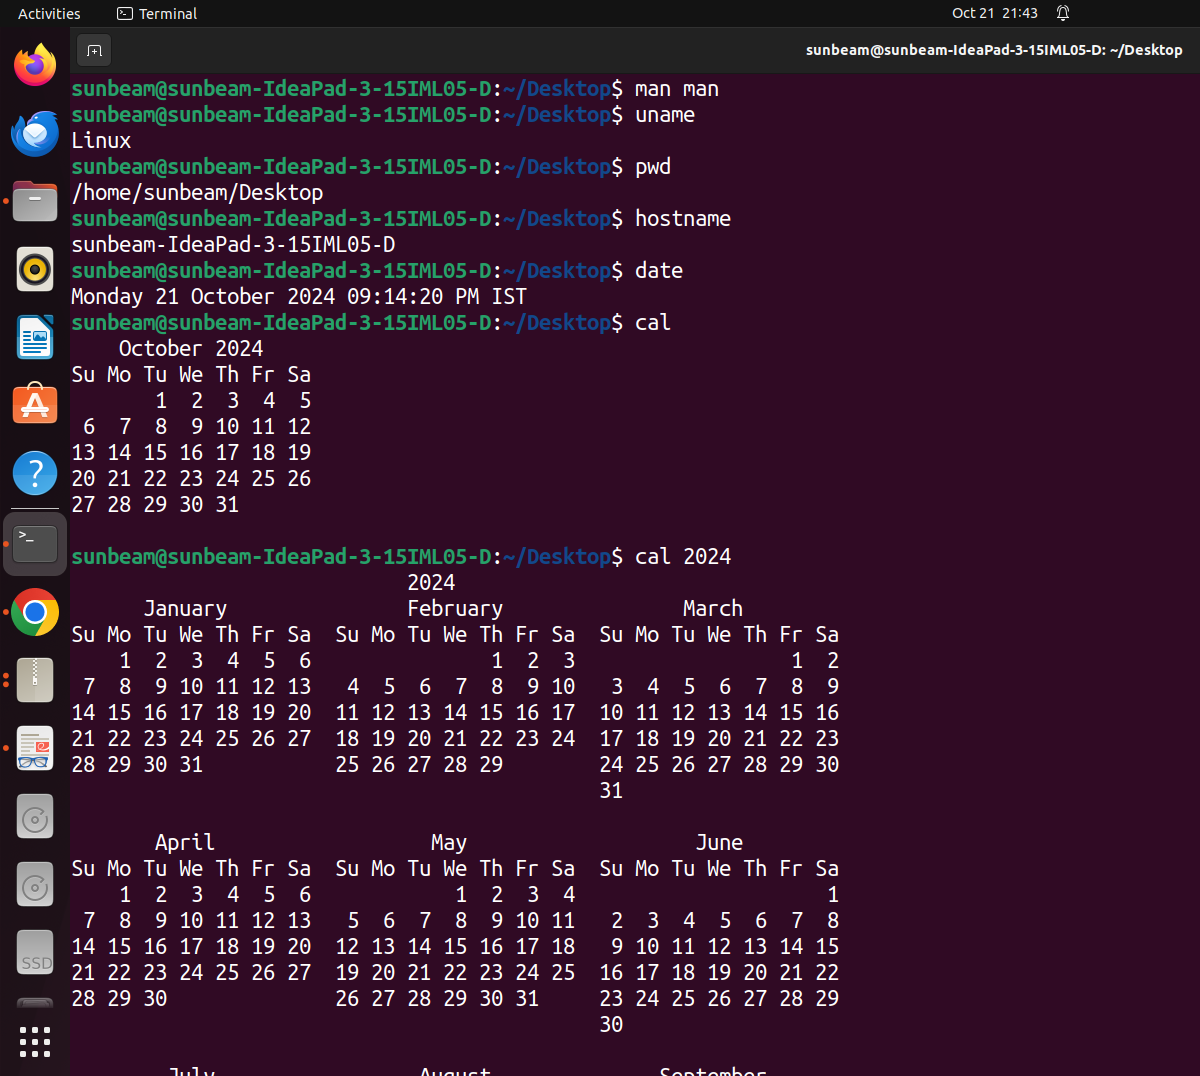 Activities Terminal Oct 21 21:43
sunbeam@sunbeam-IdeaPad-3-15IML05-D: ~/Desktop
sunbeam@sunbeam-IdeaPad-3-15IML05-D:~/Desktop$ man man
sunbeam@sunbeam-IdeaPad-3-15IML05-D:~/Desktop$ uname
Linux
sunbeam@sunbeam-IdeaPad-3-15IML05-D:~/Desktop$ pwd
/home/sunbeam/Desktop
sunbeam@sunbeam-IdeaPad-3-15IML05-D:~/Desktop$ hostname
sunbeam-IdeaPad-3-15IML05-D
sunbeam@sunbeam-IdeaPad-3-15IML05-D:~/Desktop$ date
Monday 21 October 2024 09:14:20 PM IST
sunbeam@sunbeam-IdeaPad-3-15IML05-D:~/Desktop$ cal
    October 2024
Su Mo Tu We Th Fr Sa
       1  2  3  4  5
 6  7  8  9 10 11 12
13 14 15 16 17 18 19
20 21 22 23 24 25 26
27 28 29 30 31
sunbeam@sunbeam-IdeaPad-3-15IML05-D:~/Desktop$ cal 2024
                            2024
      January               February               March
Su Mo Tu We Th Fr Sa  Su Mo Tu We Th Fr Sa  Su Mo Tu We Th Fr Sa
    1  2  3  4  5  6               1  2  3                  1  2
 7  8  9 10 11 12 13   4  5  6  7  8  9 10   3  4  5  6  7  8  9
14 15 16 17 18 19 20  11 12 13 14 15 16 17  10 11 12 13 14 15 16
21 22 23 24 25 26 27  18 19 20 21 22 23 24  17 18 19 20 21 22 23
28 29 30 31           25 26 27 28 29        24 25 26 27 28 29 30
                                            31
       April                  May                   June
Su Mo Tu We Th Fr Sa  Su Mo Tu We Th Fr Sa  Su Mo Tu We Th Fr Sa
    1  2  3  4  5  6            1  2  3  4                     1
 7  8  9 10 11 12 13   5  6  7  8  9 10 11   2  3  4  5  6  7  8
14 15 16 17 18 19 20  12 13 14 15 16 17 18   9 10 11 12 13 14 15
21 22 23 24 25 26 27  19 20 21 22 23 24 25  16 17 18 19 20 21 22
28 29 30              26 27 28 29 30 31     23 24 25 26 27 28 29
                                            30
        July                 August              September
SSD